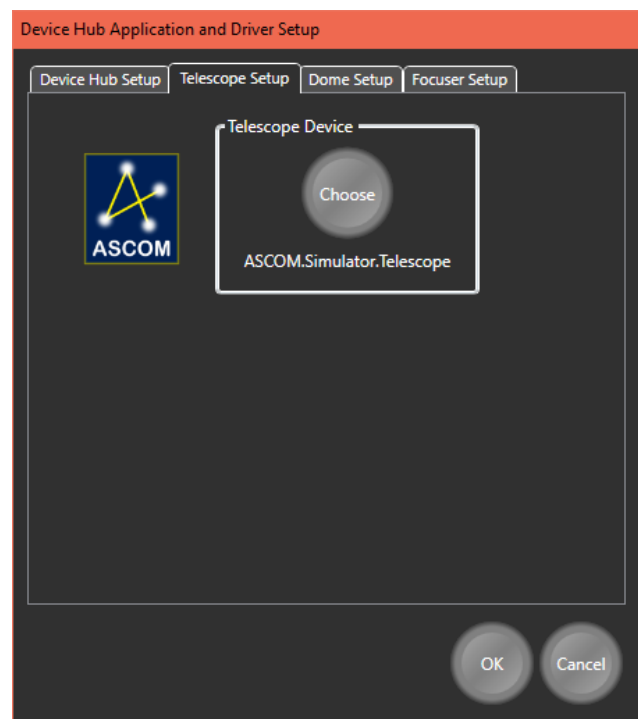 Device Hub Application and Driver Setup
Device Hub Setup Telescope Setup Dome Setup Focuser Setup
Telescope Device
Choose
ASCOM
ASCOM.Simulator.Telescope
OK Cancel